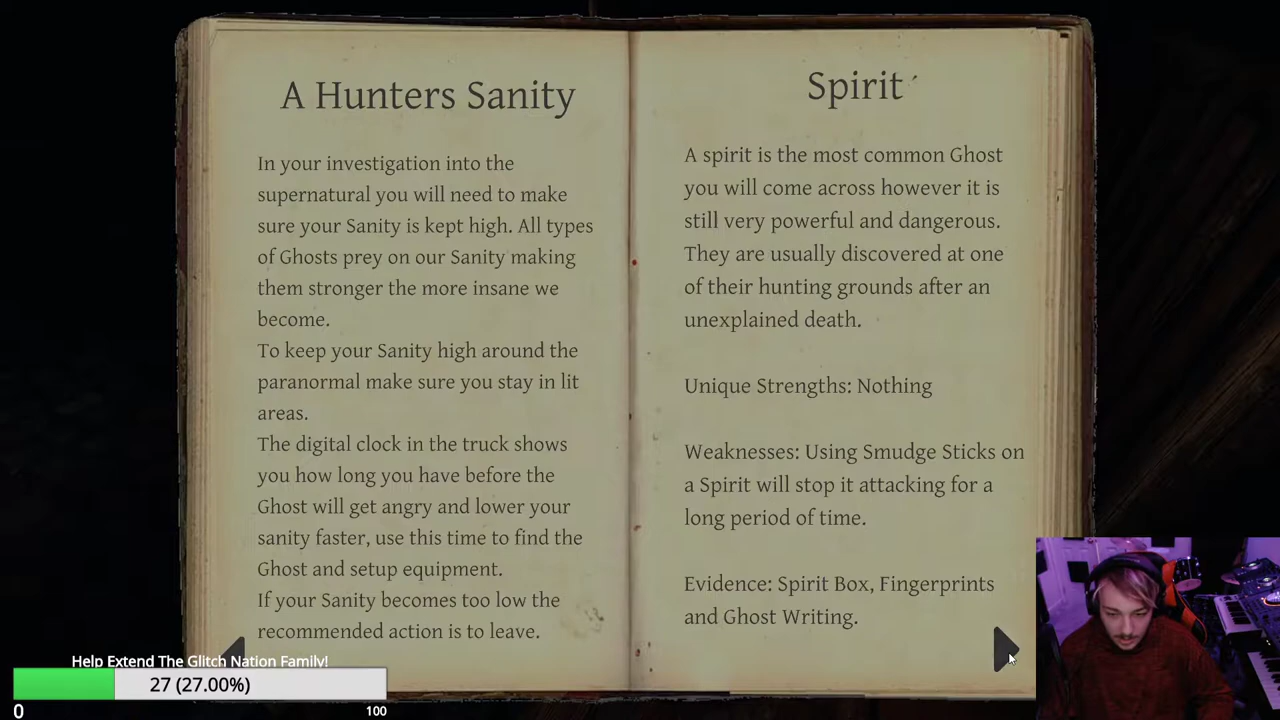 A Hunters Sanity
In your investigation into the
supernatural you will need to make
sure your Sanity is kept high. All types
of Ghosts prey on our Sanity making
them stronger the more insane we
become.
To keep your Sanity high around the
paranormal make sure you stay in lit
areas.
The digital clock in the truck shows
you how long you have before the
Ghost will get angry and lower your
sanity faster, use this time to find the
Ghost and setup equipment.
If your Sanity becomes too low the
recommended action is to leave.
Spirit
A spirit is the most common Ghost
you will come across however it is
still very powerful and dangerous.
They are usually discovered at one
of their hunting grounds after an
unexplained death.
Unique Strengths: Nothing
Weaknesses: Using Smudge Sticks on
a Spirit will stop it attacking for a
long period of time.
Evidence: Spirit Box, Fingerprints
and Ghost Writing.
Help Extend The Glitch Nation Family!
27 (27.00%)
0
100